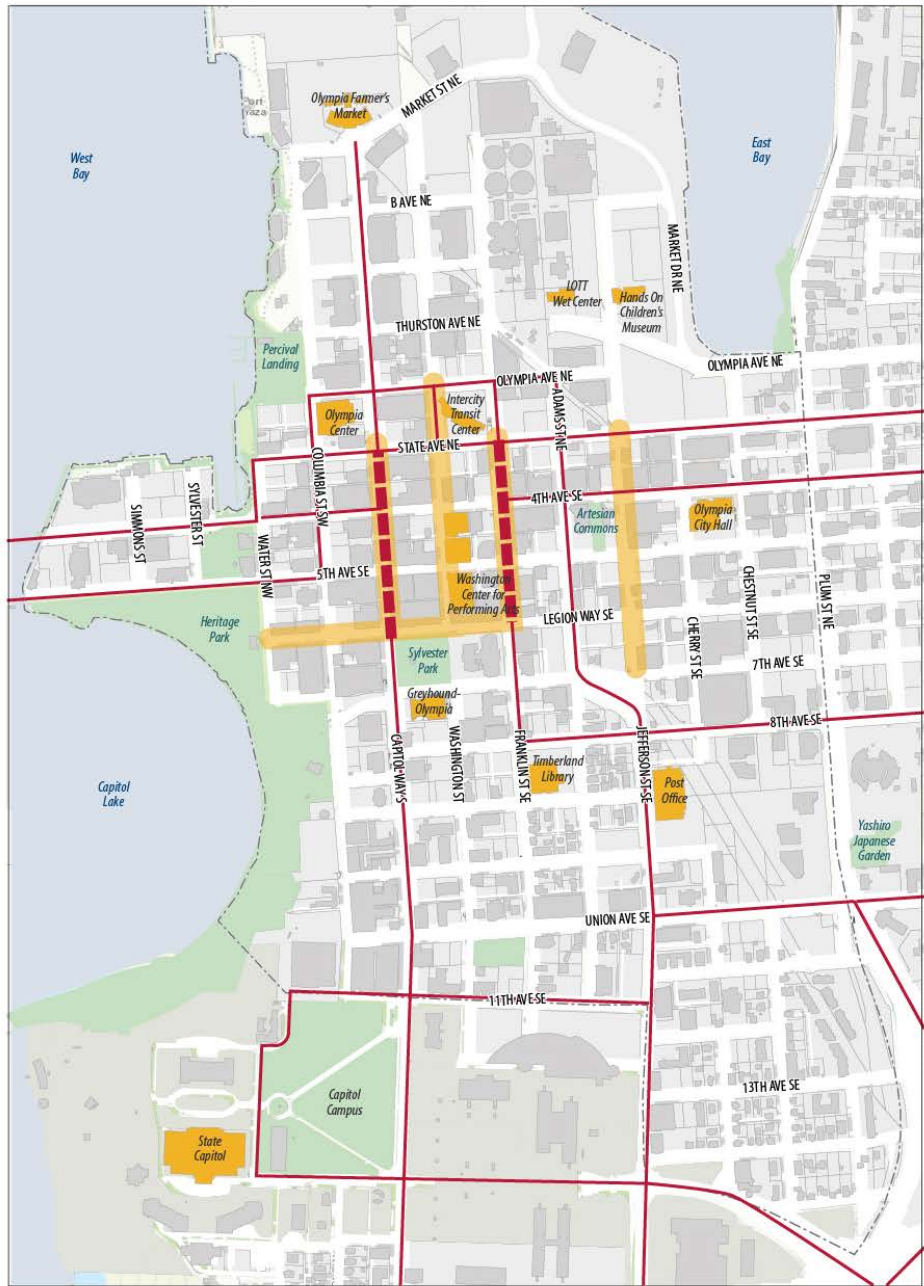 Olympia Farmer's
Market
MARKET ST NE
West
Bay
East
Bay
B AVE NE
MARKET DR NE
LOTT
Wet Center
Hands On
Children's
Museum
THURSTON AVE NE
Percival
Landing
OLYMPIA AVE NE
OLYMPIA AVE NE
Olympia
Center
Intercity
Transit
Center
ADAMS ST NE
STATE AVE NE
COLUMBIA ST SW
4TH AVE SE
SIMMONS ST
SYLVESTER ST
WATER ST NW
Artesian
Commons
Olympia
City Hall
5TH AVE SE
Washington
Center for
Performing Arts
Heritage
Park
LEGION WAY SE
CHERRY ST SE
CHESTNUT ST SE
PLUM ST NE
7TH AVE SE
Sylvester
Park
Greyhound-
Olympia
8TH AVE SE
CAPITOL WAY S
WASHINGTON ST
FRANKLIN ST SE
JEFFERSON ST SE
Timberland
Library
Post
Office
Capitol
Lake
Yashiro
Japanese
Garden
UNION AVE SE
11TH AVE SE
13TH AVE SE
Capitol
Campus
State
Capitol